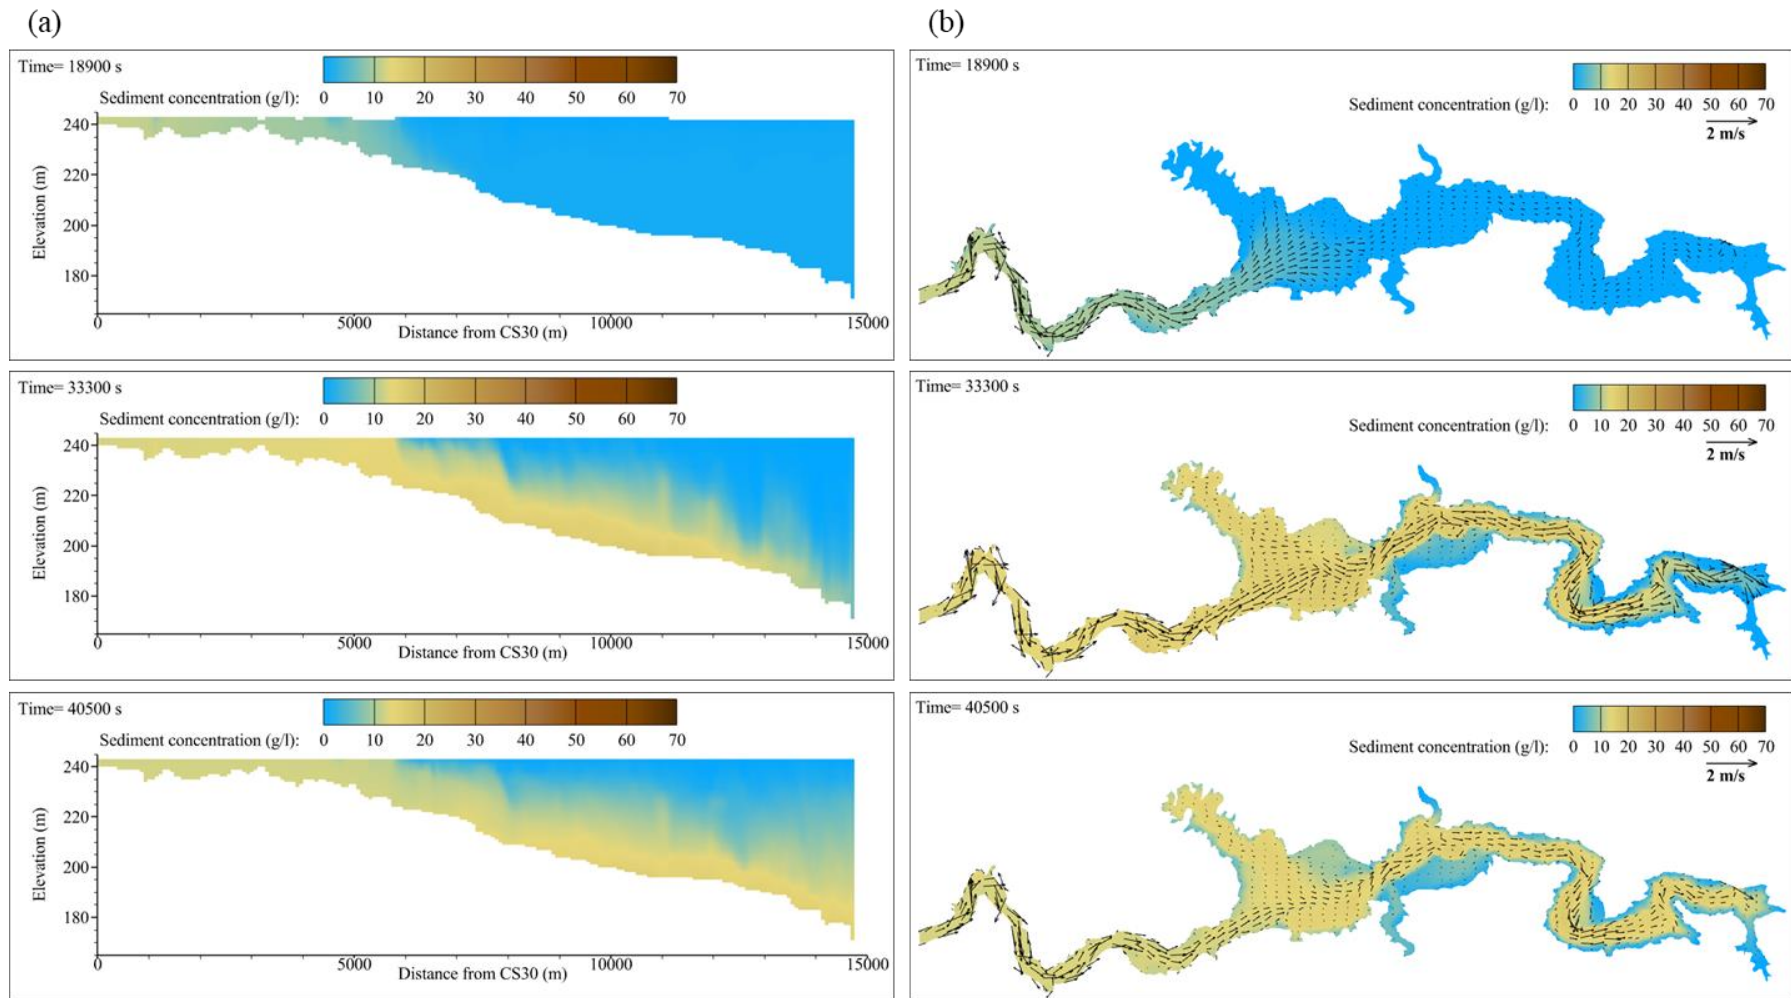 (a)
(b)
Time= 18900 s
Sediment concentration (g/l): 0 10 20 30 40 50 60 70
Elevation (m)
240
220
200
180
0 5000 10000 15000
Distance from CS30 (m)
Time= 18900 s
Sediment concentration (g/l): 0 10 20 30 40 50 60 70
2 m/s
Time= 33300 s
Sediment concentration (g/l): 0 10 20 30 40 50 60 70
Elevation (m)
240
220
200
180
0 5000 10000 15000
Distance from CS30 (m)
Time= 33300 s
Sediment concentration (g/l): 0 10 20 30 40 50 60 70
2 m/s
Time= 40500 s
Sediment concentration (g/l): 0 10 20 30 40 50 60 70
Elevation (m)
240
220
200
180
0 5000 10000 15000
Distance from CS30 (m)
Time= 40500 s
Sediment concentration (g/l): 0 10 20 30 40 50 60 70
2 m/s